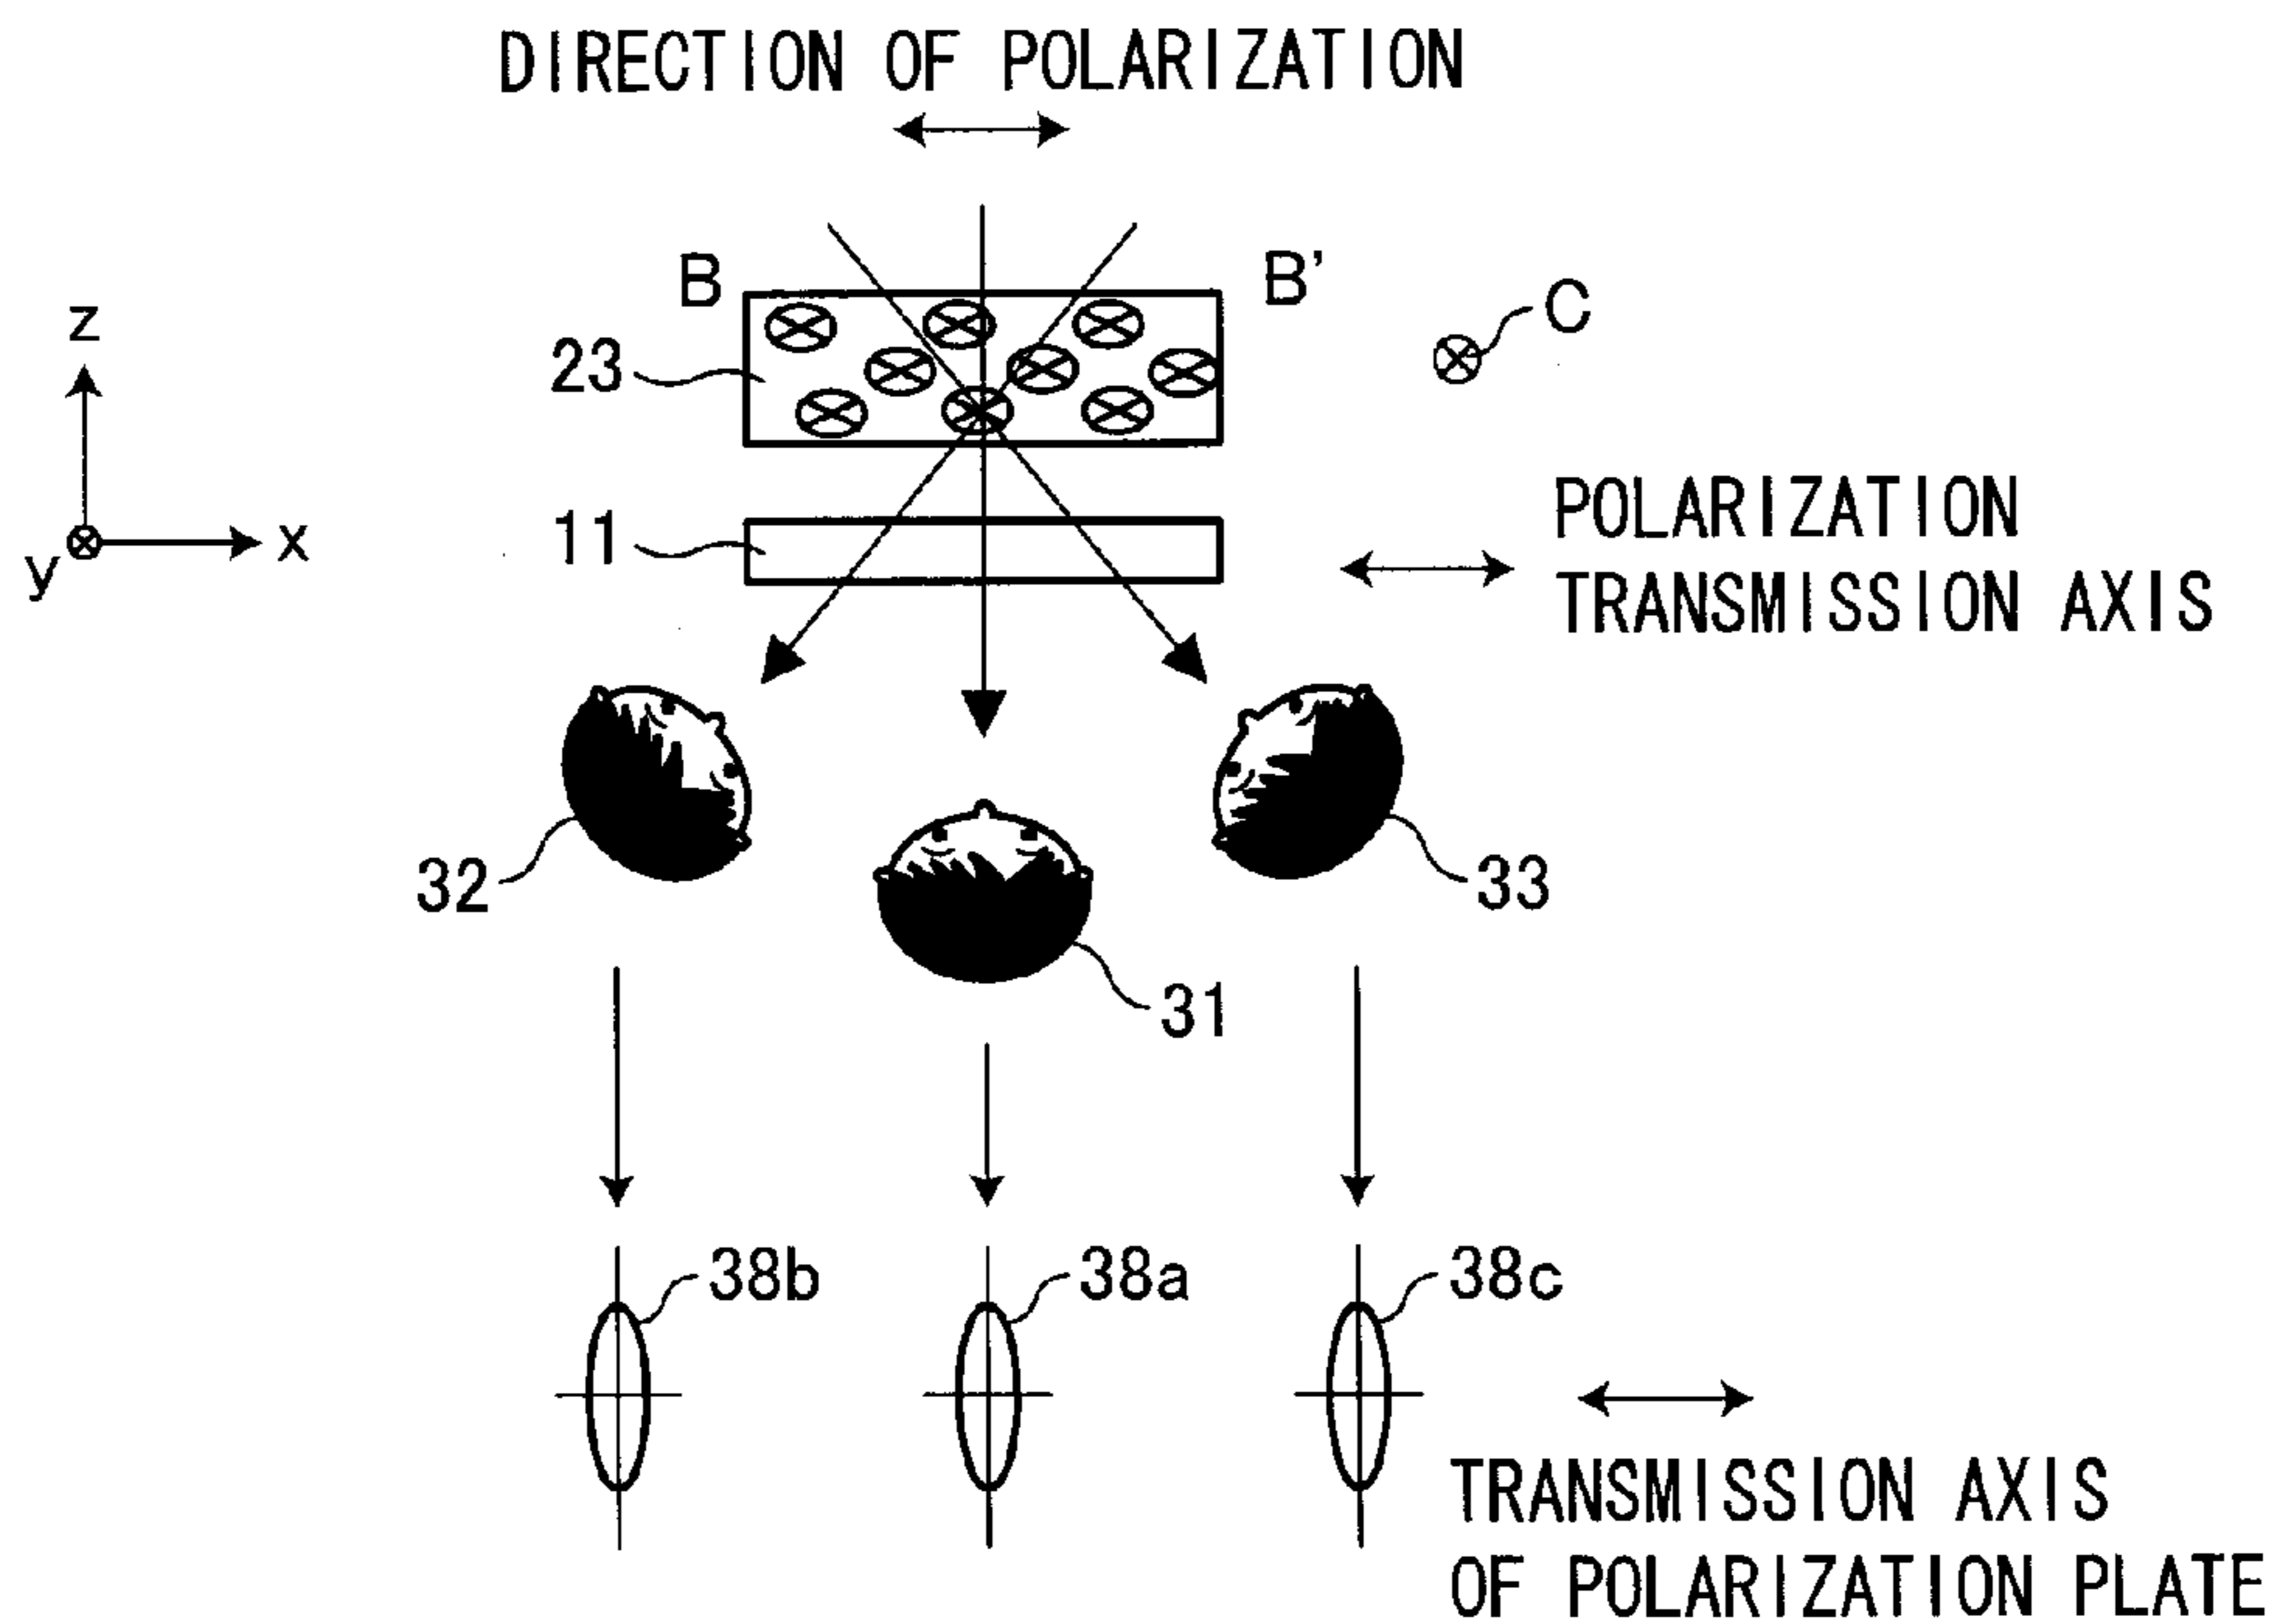 DIRECTION OF POLARIZATION
B
B'
C
z
23
x
y
11
POLARIZATION
TRANSMISSION AXIS
32
33
31
38b
38a
38c
TRANSMISSION AXIS
OF POLARIZATION PLATE